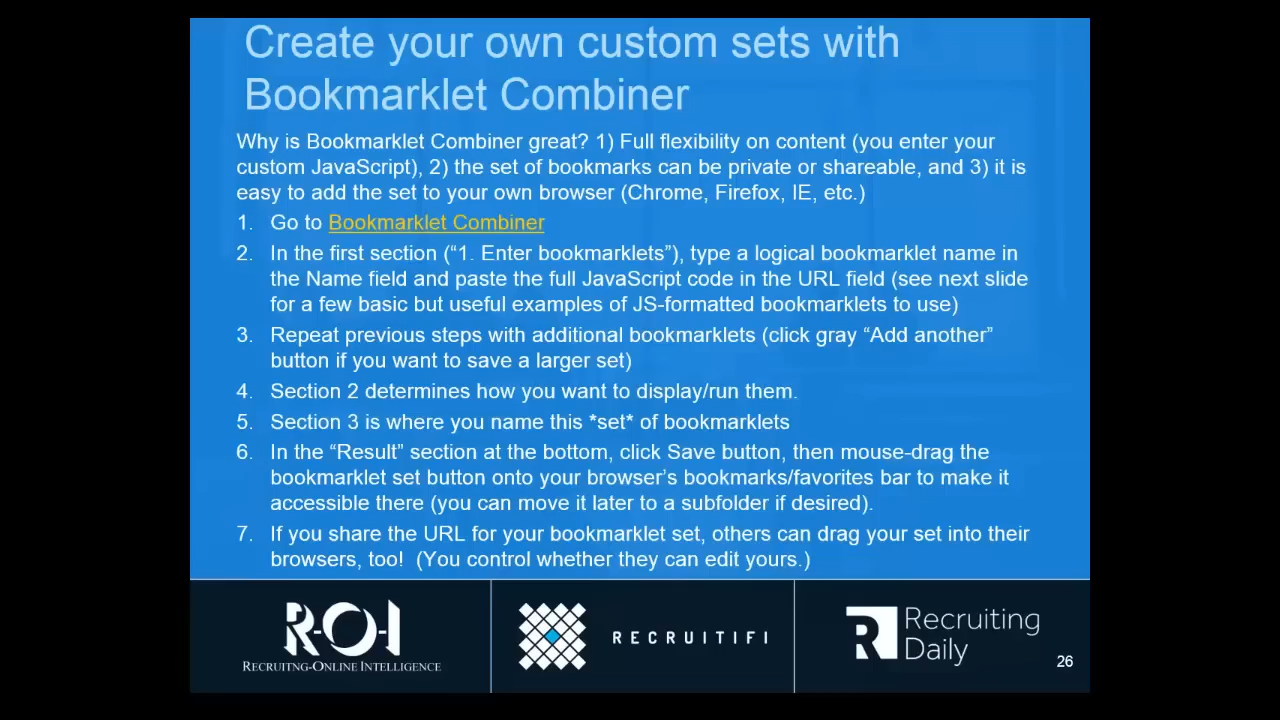 Create your own custom sets with
Bookmarklet Combiner
Why is Bookmarklet Combiner great? 1) Full flexibility on content (you enter your
custom JavaScript), 2) the set of bookmarks can be private or shareable, and 3) it is
easy to add the set to your own browser (Chrome, Firefox, IE, etc.)
1. Go to Bookmarklet Combiner
2. In the first section (“1. Enter bookmarklets”), type a logical bookmarklet name in
the Name field and paste the full JavaScript code in the URL field (see next slide
for a few basic but useful examples of JS-formatted bookmarklets to use)
3. Repeat previous steps with additional bookmarklets (click gray “Add another”
button if you want to save a larger set)
4. Section 2 determines how you want to display/run them.
5. Section 3 is where you name this *set* of bookmarklets
6. In the “Result” section at the bottom, click Save button, then mouse-drag the
bookmarklet set button onto your browser’s bookmarks/favorites bar to make it
accessible there (you can move it later to a subfolder if desired).
7. If you share the URL for your bookmarklet set, others can drag your set into their
browsers, too! (You control whether they can edit yours.)
R-O-I
RECRUITNG-ONLINE INTELLIGENCE
RECRUITIFI
R
Recruiting
Daily
26